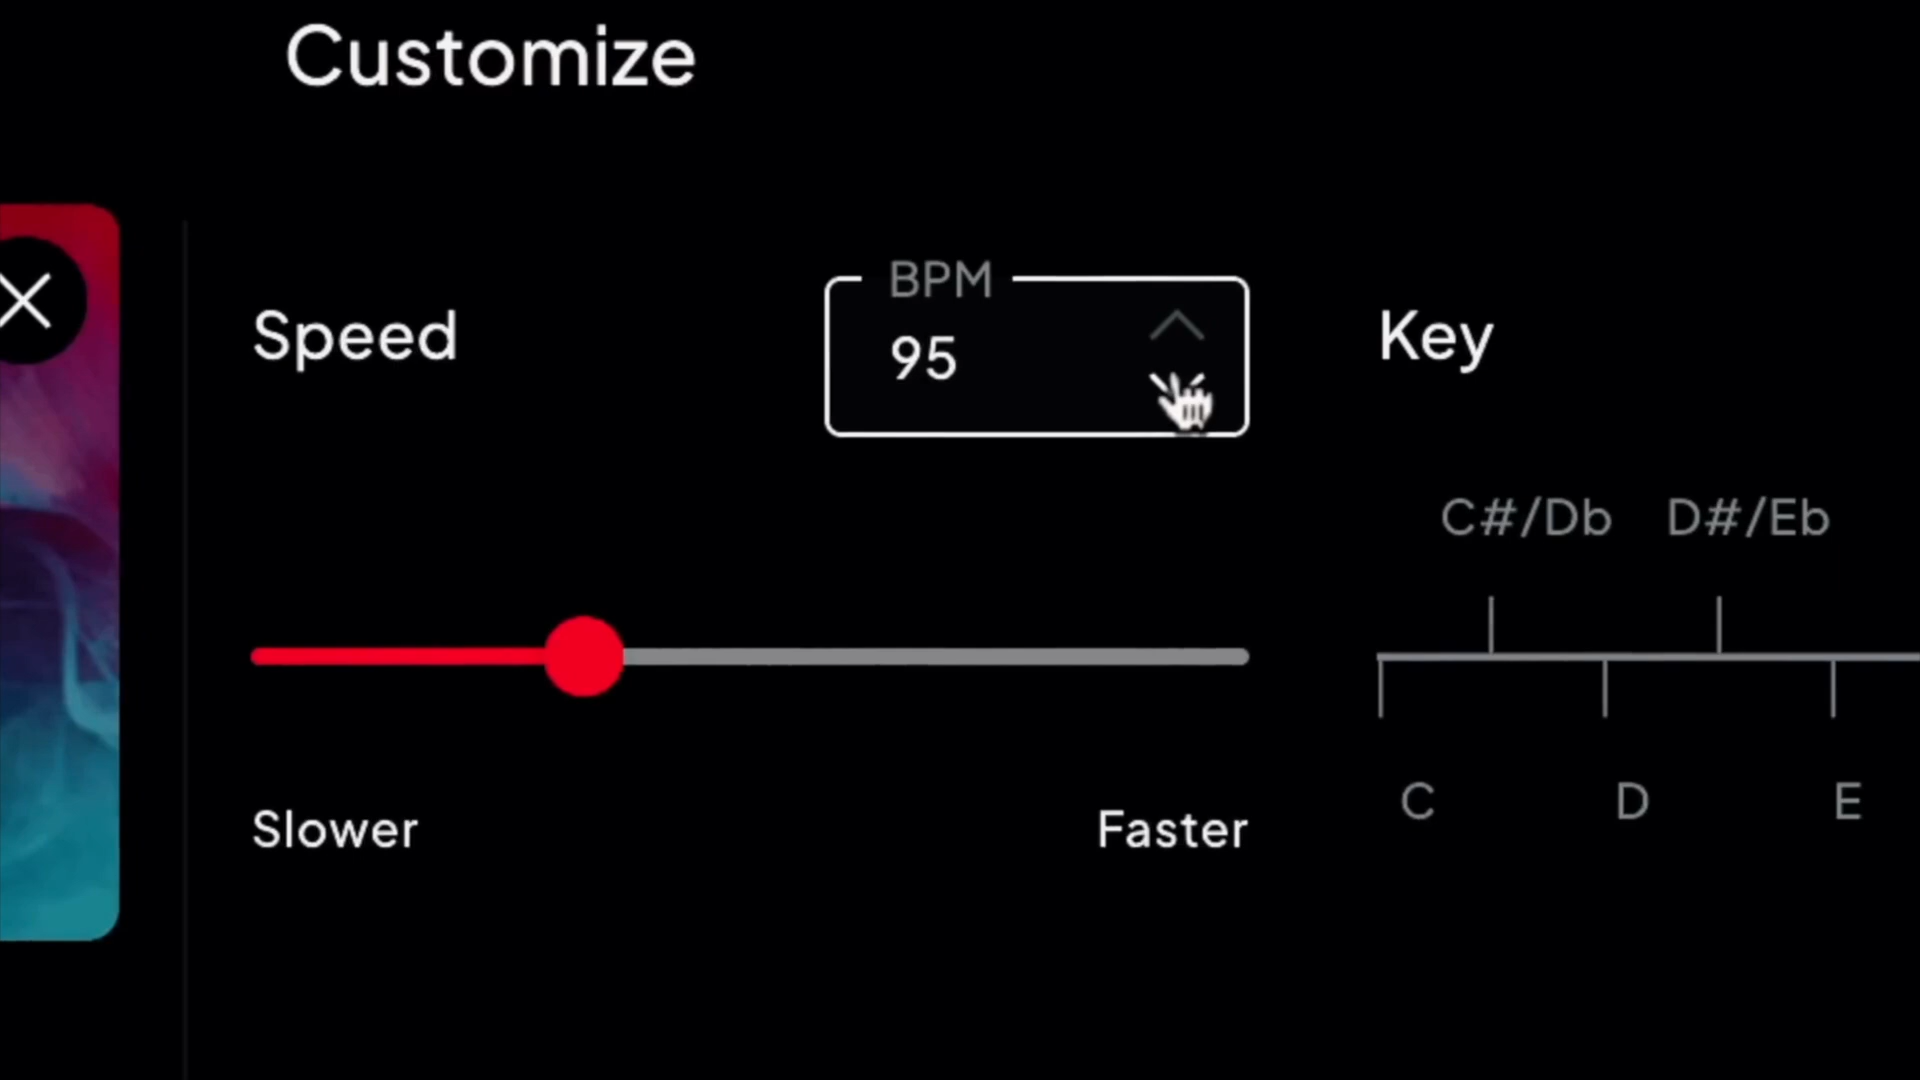 Customize
Speed
BPM
95
Key
C#/Db D#/Eb
C D E
Slower Faster